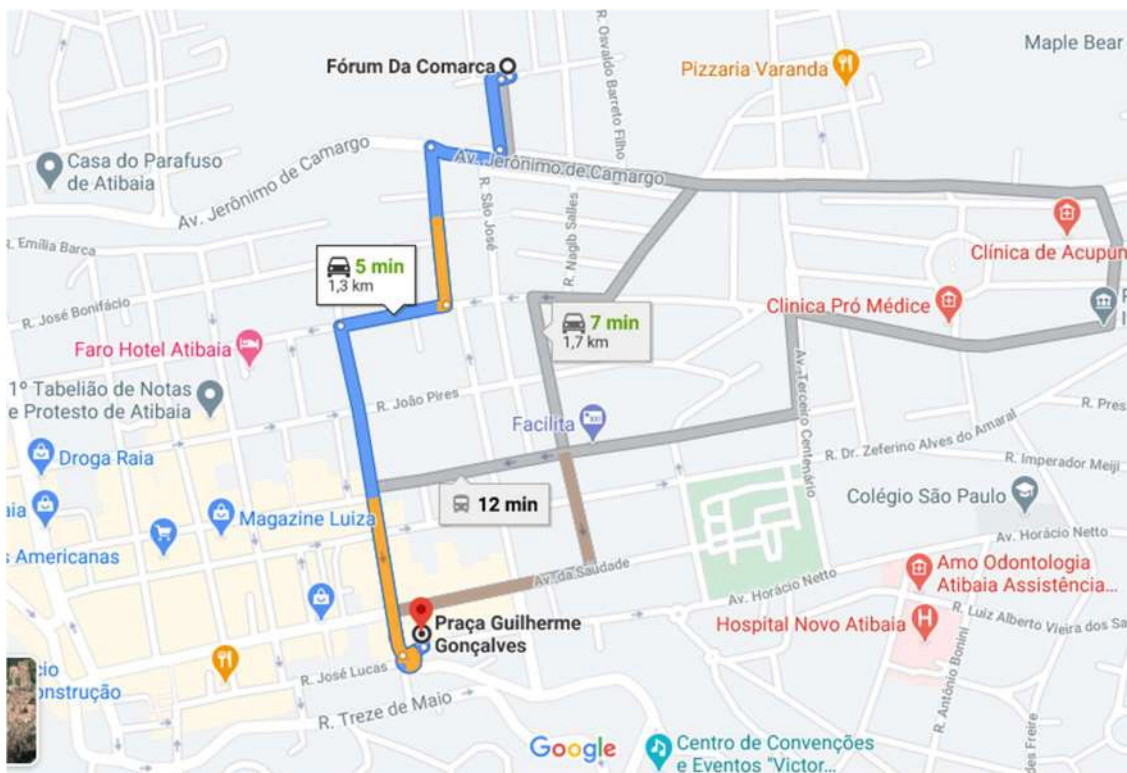 Fórum Da Comarca
R. Osvaldo Barreto Filho
Pizzaria Varanda
Maple Bear
Casa do Parafuso
de Atibaia
Av. Jerônimo de Camargo
Av. Jerônimo de Camargo
R. São José
R. Nagib Salles
R. Emília Barca
5 min
1,3 km
Clínica de Acupun
R. José Bonifácio
Clinica Pró Médice
7 min
1,7 km
Faro Hotel Atibaia
1º Tabelião de Notas
e Protesto de Atibaia
R. João Pires
Av. Terceiro Centenário
R. Pres
Facilita
Droga Raia
R. Dr. Zeferino Alves do Amaral
R. Imperador Meiji
12 min
Colégio São Paulo
aia
Magazine Luiza
s Americanas
Av. Horácio Netto
Av. da Saudade
Amo Odontologia
Atibaia Assistência...
Av. Horácio Netto
Praça Guilherme
Gonçalves
Hospital Novo Atibaia
R. Luiz Alberto Vieira dos Sa
R. José Lucas
R. Antônio Bonini
cio
onstrução
R. Treze de Maio
des Freire
Google
Centro de Convenções
e Eventos "Victor...